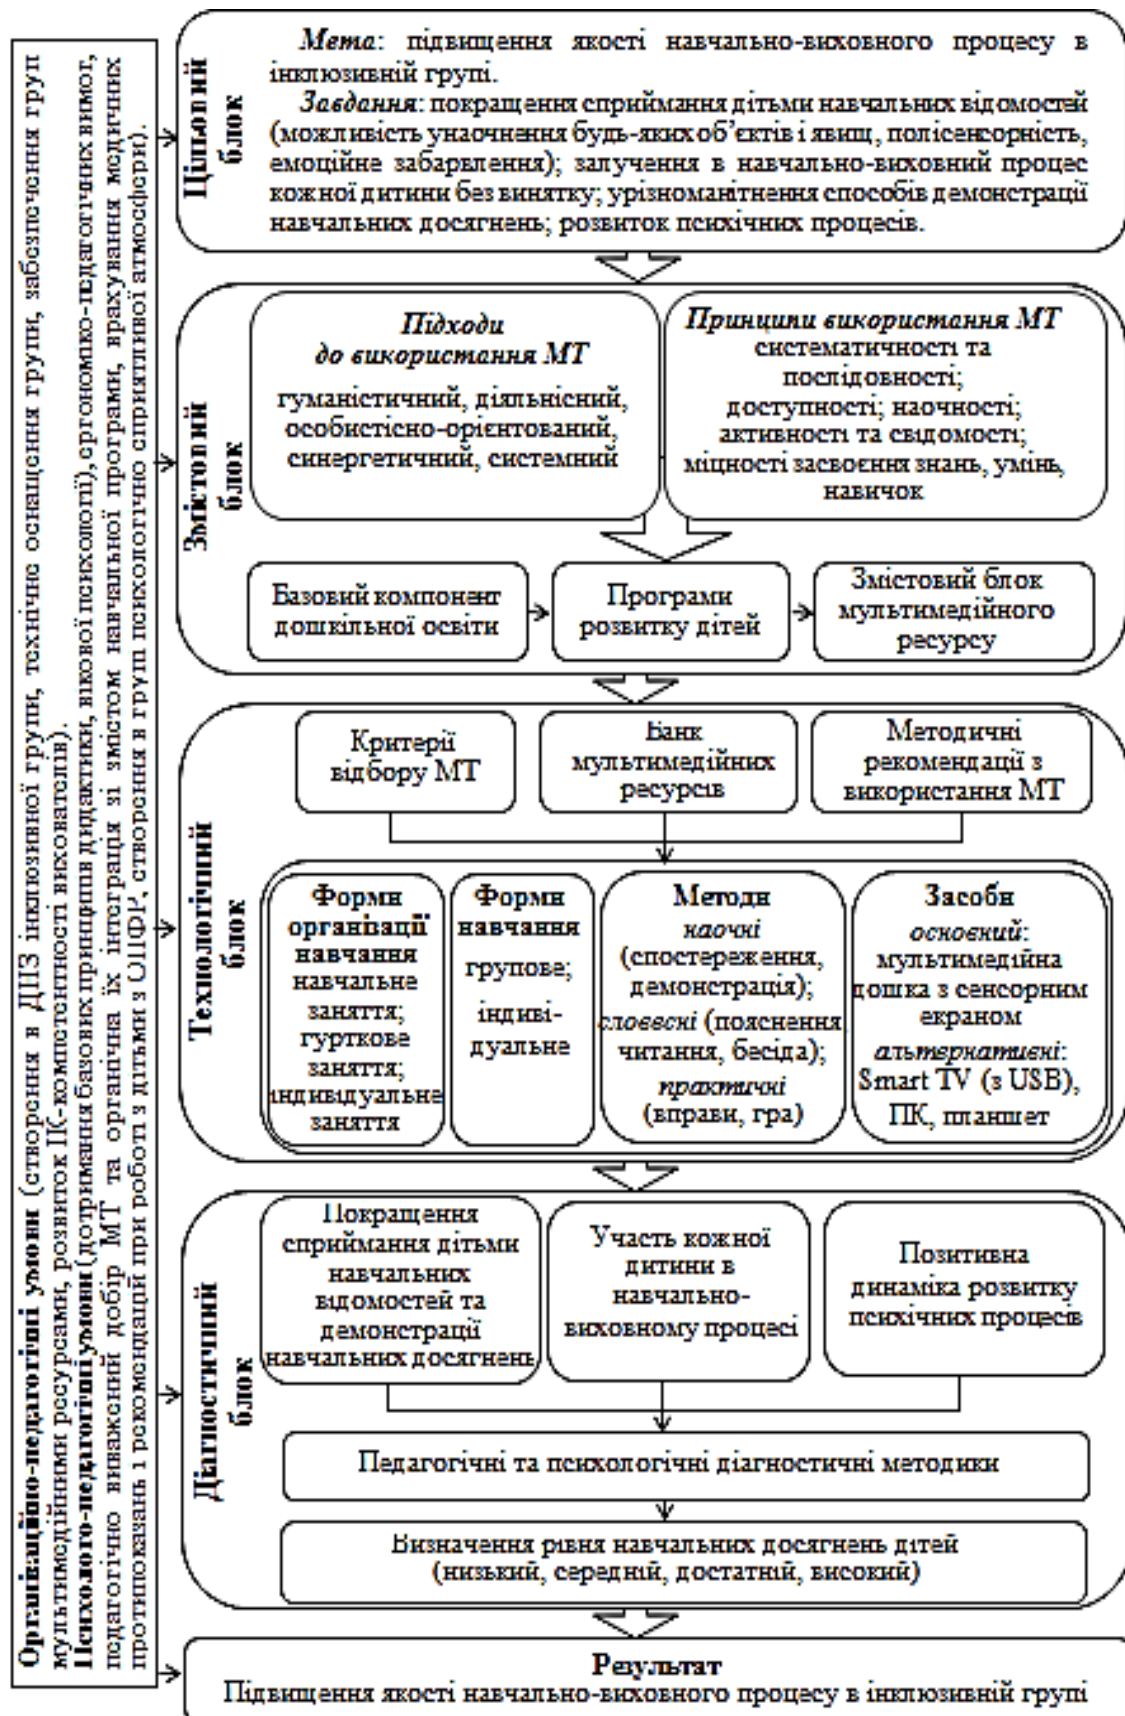 Організаційно-педагогічні умови (створення в ДНЗ інклюзивної групи, технічне оснащення групи, забезпечення груп
мультимедійними ресурсами, розвиток ІК-компетентності вихователів).
Психолого-педагогічні умови (дотримання базових принципів дидактики, вікової психології), ергономіко-педагогічних вимог,
педагогічно виважений добір МТ та органічна їх інтеграція зі змістом навчальної програми, врахування медичних
протипоказань і рекомендацій при роботі з дітьми з ОПФР, створення в групі психологічно сприятливої атмосфери).
Цільовий
блок
Мета: підвищення якості навчально-виховного процесу в
інклюзивній групі.
Завдання: покращення сприймання дітьми навчальних відомостей
(можливість унаочнення будь-яких об’єктів і явищ, полісенсорність,
емоційне забарвлення); залучення в навчально-виховний процес
кожної дитини без винятку; урізноманітнення способів демонстрації
навчальних досягнень; розвиток психічних процесів.
Змістовий
блок
Підходи
до використання МТ
гуманістичний, діяльнісний,
особистісно-орієнтований,
синергетичний, системний
Принципи використання МТ
систематичності та
послідовності;
доступності; наочності;
активності та свідомості;
міцності засвоєння знань, умінь,
навичок
Базовий компонент
дошкільної освіти
Програми
розвитку дітей
Змістовий блок
мультимедійного
ресурсу
Технологічний
блок
Критерії
відбору МТ
Банк
мультимедійних
ресурсів
Методичні
рекомендації з
використання МТ
Форми
організації
навчання
навчальне
заняття;
гурткове
заняття;
індивідуальне
заняття
Форми
навчання
групове;
індиві-
дуальне
Методи
наочні
(спостереження,
демонстрація);
словесні (пояснення,
читання, бесіда);
практичні
(вправи, гра)
Засоби
основний:
мультимедійна
дошка з сенсорним
екраном
альтернативні:
Smart TV (з USB),
ПК, планшет
Діагностичний
блок
Покращення
сприймання дітьми
навчальних
відомостей та
демонстрації
навчальних досягнень
Участь кожної
дитини в
навчально-
виховному процесі
Позитивна
динаміка розвитку
психічних процесів
Педагогічні та психологічні діагностичні методики
Визначення рівня навчальних досягнень дітей
(низький, середній, достатній, високий)
Результат
Підвищення якості навчально-виховного процесу в інклюзивній групі